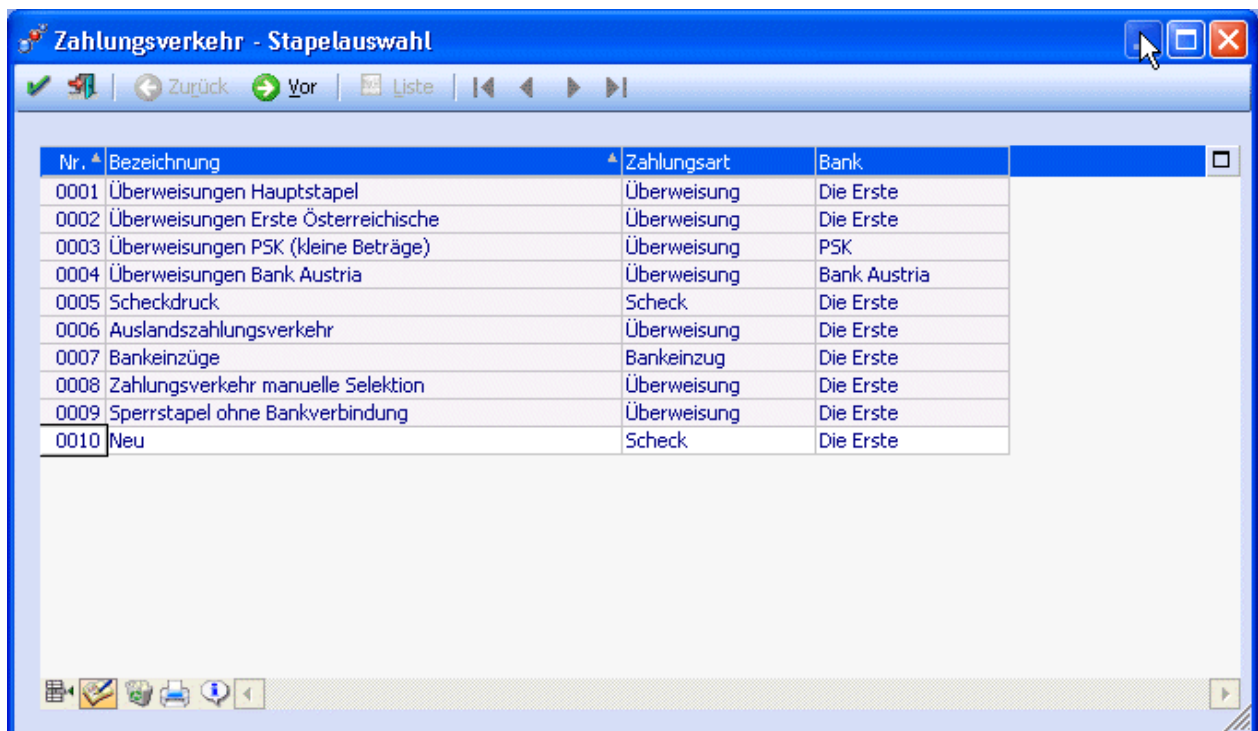 Zahlungsverkehr - Stapelauswahl
Zurück Vor Liste
Nr. Bezeichnung Zahlungsart Bank
0001 Überweisungen Hauptstapel Überweisung Die Erste
0002 Überweisungen Erste Österreichische Überweisung Die Erste
0003 Überweisungen PSK (kleine Beträge) Überweisung PSK
0004 Überweisungen Bank Austria Überweisung Bank Austria
0005 Scheckdruck Scheck Die Erste
0006 Auslandszahlungsverkehr Überweisung Die Erste
0007 Bankeinzüge Bankeinzug Die Erste
0008 Zahlungsverkehr manuelle Selektion Überweisung Die Erste
0009 Sperrstapel ohne Bankverbindung Überweisung Die Erste
0010 Neu Scheck Die Erste